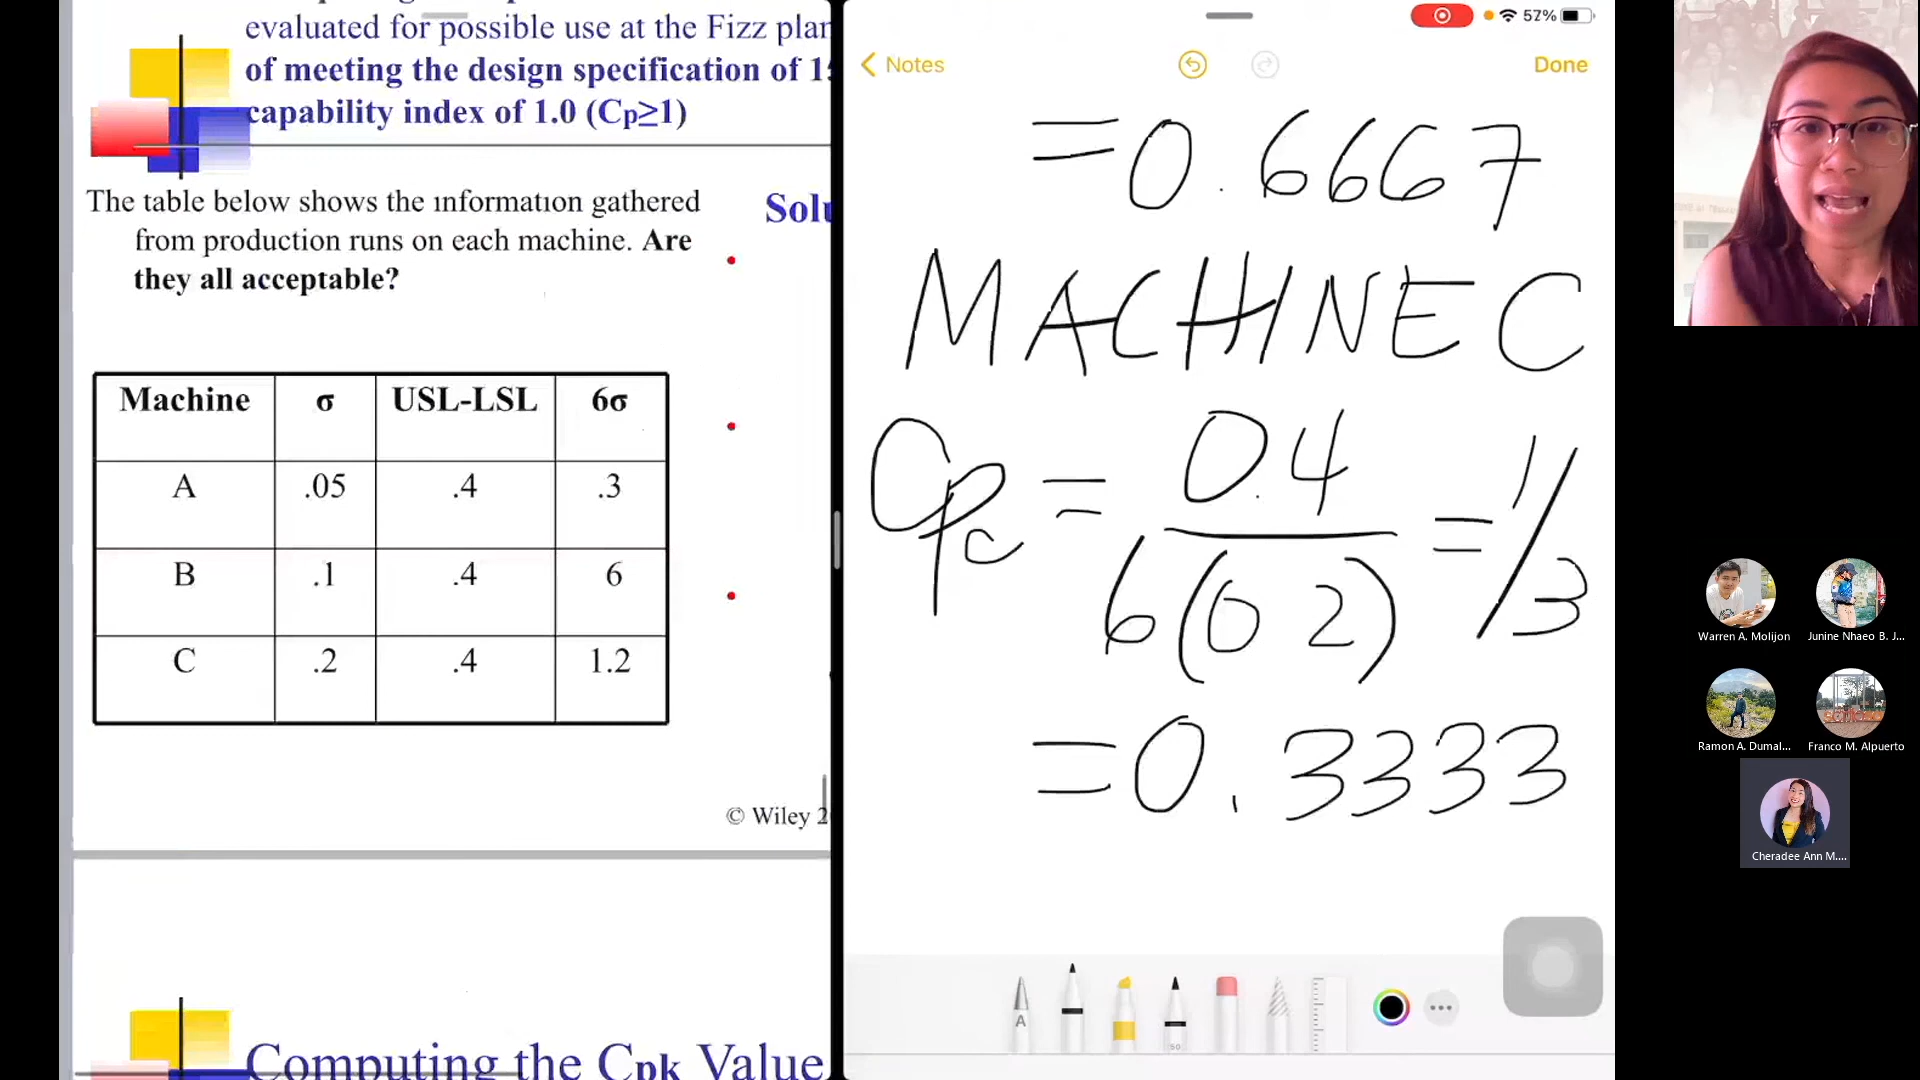 evaluated for possible use at the Fizz plan
of meeting the design specification of 1
capability index of 1.0 (Cp≥1)
The table below shows the information gathered
from production runs on each machine. Are
they all acceptable?
Machine σ USL-LSL 6σ
A .05 .4 .3
B .1 .4 6
C .2 .4 1.2
Solu
© Wiley 2
Computing the Cpk Value
57%
Notes
Done
=0.6667
MACHINE C
Cpc = 0.4
6(0 2)
= 1/3
=0.3333
A
50
Warren A. Molijon
Junine Nhaeo B. J...
Ramon A. Dumal...
Franco M. Alpuerto
Cheradee Ann M....